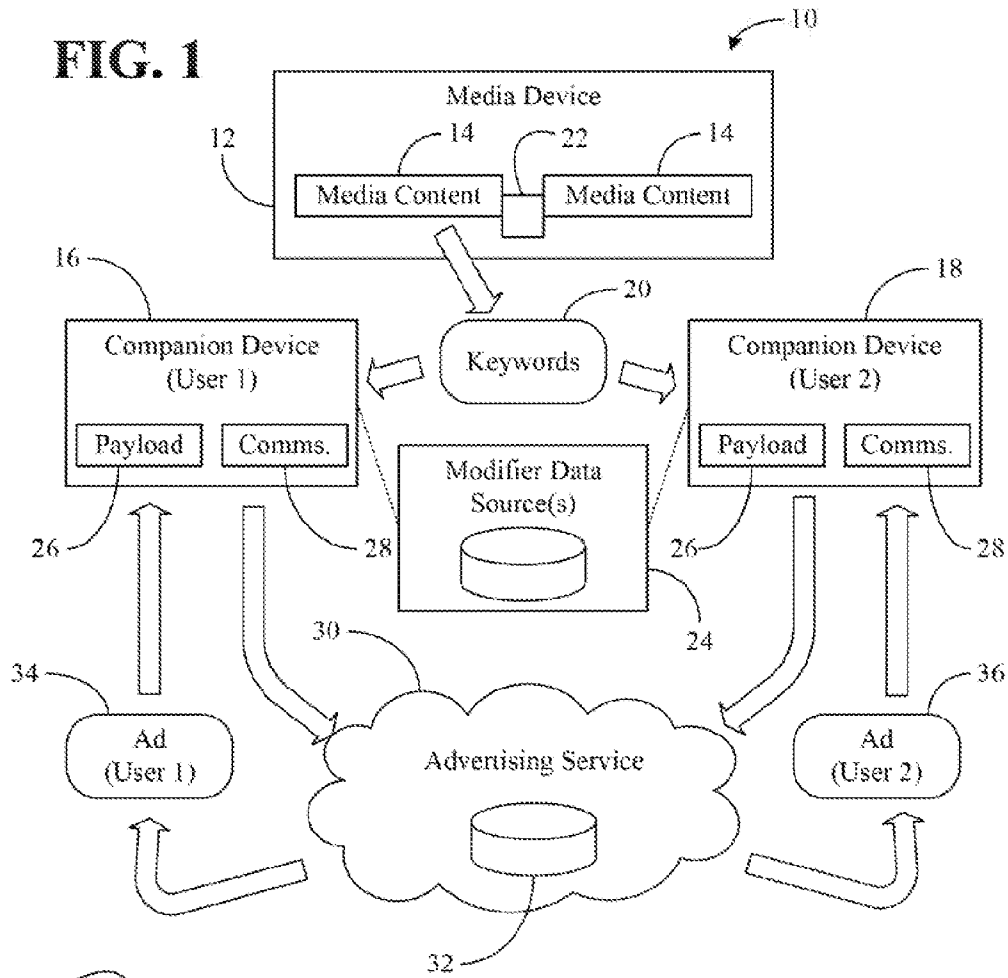 FIG. 1
10
Media Device
12
14
22
14
Media Content
Media Content
16
20
18
Companion Device
(User 1)
Keywords
Companion Device
(User 2)
Payload
Comms.
Modifier Data
Source(s)
Payload
Comms.
26
28
26
28
24
30
34
36
Ad
(User 1)
Advertising Service
Ad
(User 2)
32